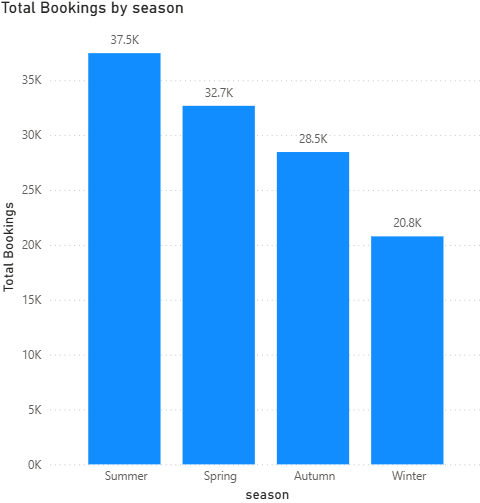 Total Bookings by season
37.5K
35K
32.7K
30K
28.5K
25K
20.8K
20K
15K
10K
5K
0K
Total Bookings
Summer Spring Autumn Winter
season